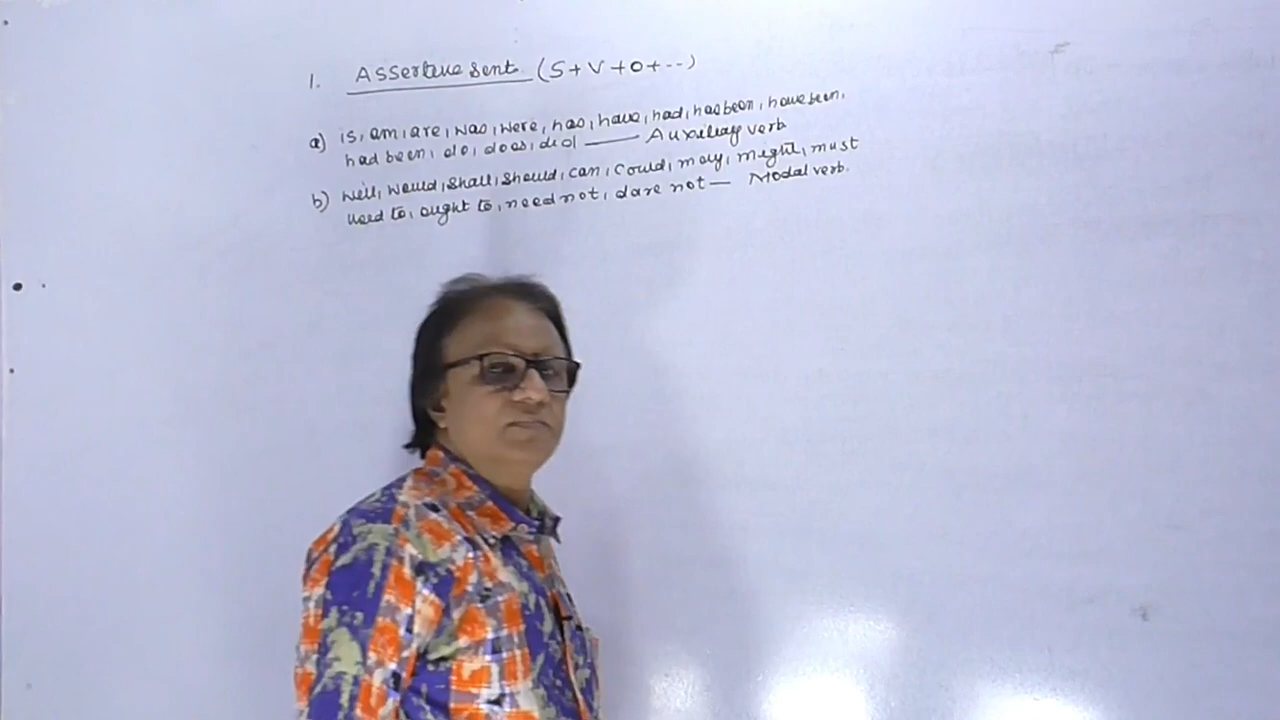 1. Assertive sent. (S+V+O+--)
a) is, am, are, was, were, has, have, had, has been, have been,
had been, do, does, did —— Auxiliary verb
b) Will, would, shall, should, can, could, may, might, must
used to, ought to, need not, dare not — Modal verb.